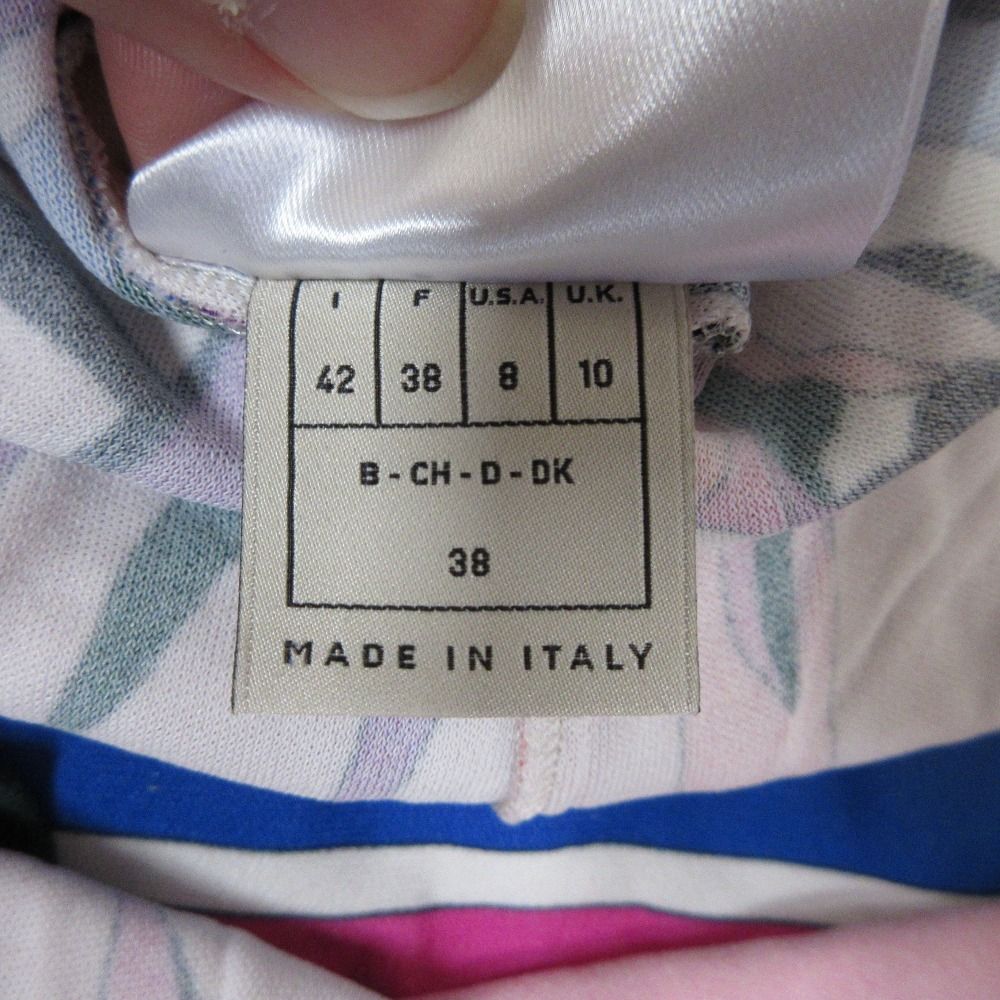 I F U.S.A. U.K.
42 38 8 10
B - CH - D - DK
38
MADE IN ITALY